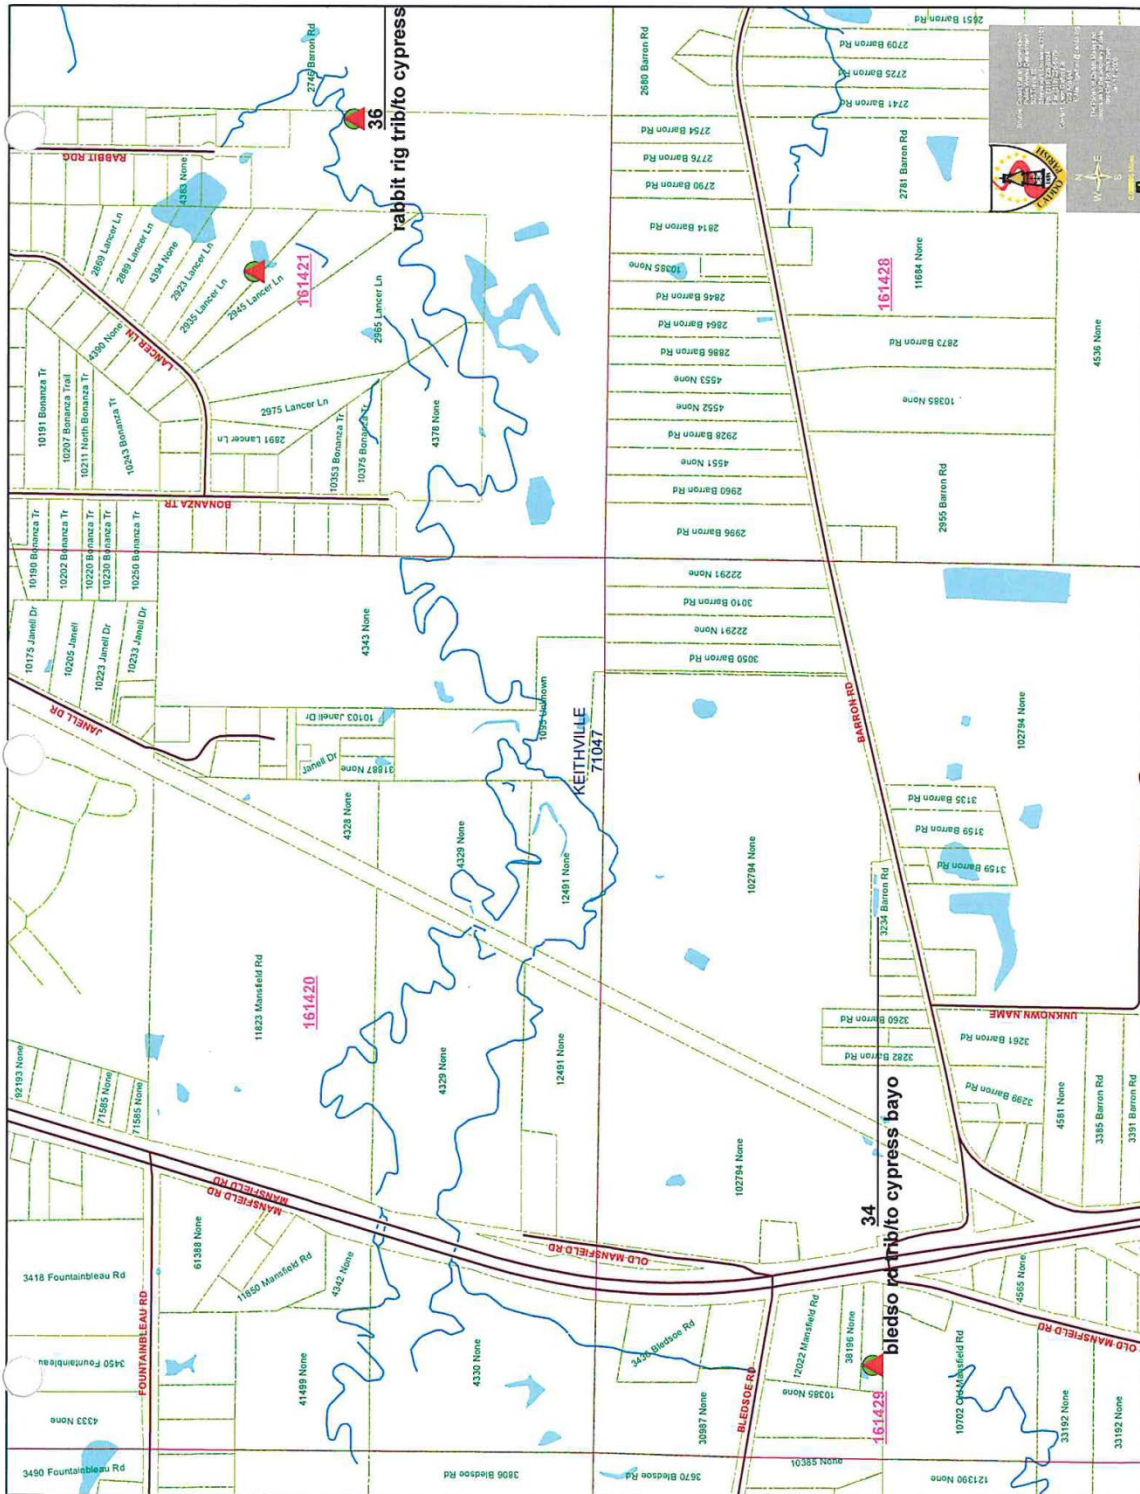 2651 Barron Rd
2709 Barron Rd
2725 Barron Rd
2741 Barron Rd
2680 Barron Rd
2746 Barron Rd
36
rabbit rig trib/to cypress
RABBIT RDG
4383 None
2754 Barron Rd
2776 Barron Rd
2790 Barron Rd
2814 Barron Rd
10385 None
2846 Barron Rd
2864 Barron Rd
2886 Barron Rd
4553 None
4552 None
2928 Barron Rd
4551 None
2960 Barron Rd
2996 Barron Rd
22291 None
3010 Barron Rd
22291 None
3050 Barron Rd
2781 Barron Rd
CADDO PARISH
N
W
E
S
161428
11684 None
2873 Barron Rd
10385 None
4536 None
2955 Barron Rd
2869 Lancer Ln
2889 Lancer Ln
4394 None
2923 Lancer Ln
2935 Lancer Ln
2945 Lancer Ln
161421
2965 Lancer Ln
4390 None
LANCER LN
2975 Lancer Ln
2891 Lancer Ln
10191 Bonanza Tr
10207 Bonanza Trail
10211 North Bonanza Tr
10243 Bonanza Tr
10353 Bonanza Tr
10375 Bonanza Tr
4378 None
BONANZA TR
10190 Bonanza Tr
10202 Bonanza Tr
10220 Bonanza Tr
10230 Bonanza Tr
10250 Bonanza Tr
10175 Janell Dr
10205 Janell
10223 Janell Dr
10233 Janell Dr
JANELL DR
4343 None
10103 Janell Dr
Janell Dr
31887 None
1095 Unknown
KEITHVILLE
71047
BARRON RD
102794 None
3135 Barron Rd
3159 Barron Rd
3159 Barron Rd
4328 None
4329 None
12491 None
102794 None
3234 Barron Rd
11823 Mansfield Rd
161420
4329 None
12491 None
3260 Barron Rd
3282 Barron Rd
UNKNOWN NAME
3261 Barron Rd
3299 Barron Rd
4581 None
3385 Barron Rd
3391 Barron Rd
92193 None
71585 None
71585 None
MANSFIELD RD
MANSFIELD RD
102794 None
34
bledso rd trib/to cypress bayo
OLD MANSFIELD RD
3418 Fountainbleau Rd
61388 None
11850 Mansfield Rd
4342 None
FOUNTAINBLEAU RD
3450 Fountainbleau
4333 None
3490 Fountainbleau Rd
41499 None
4330 None
3436 Bledsoe Rd
BLEDSOE RD
30987 None
12022 Mansfield Rd
38196 None
10385 None
161429
4565 None
OLD MANSFIELD RD
10702 Old Mansfield Rd
33192 None
33192 None
3806 Bledsoe Rd
3670 Bledsoe Rd
10385 None
121390 None